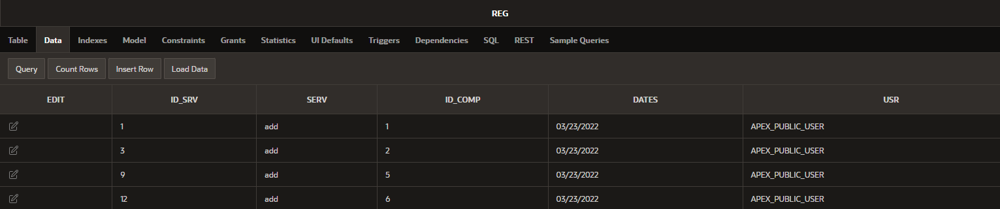 REG
Table Data Indexes Model Constraints Grants Statistics UI Defaults Triggers Dependencies SQL REST Sample Queries
Query Count Rows Insert Row Load Data
EDIT ID_SRV SERV ID_COMP DATES USR
1 add 1 03/23/2022 APEX_PUBLIC_USER
3 add 2 03/23/2022 APEX_PUBLIC_USER
9 add 5 03/23/2022 APEX_PUBLIC_USER
12 add 6 03/23/2022 APEX_PUBLIC_USER